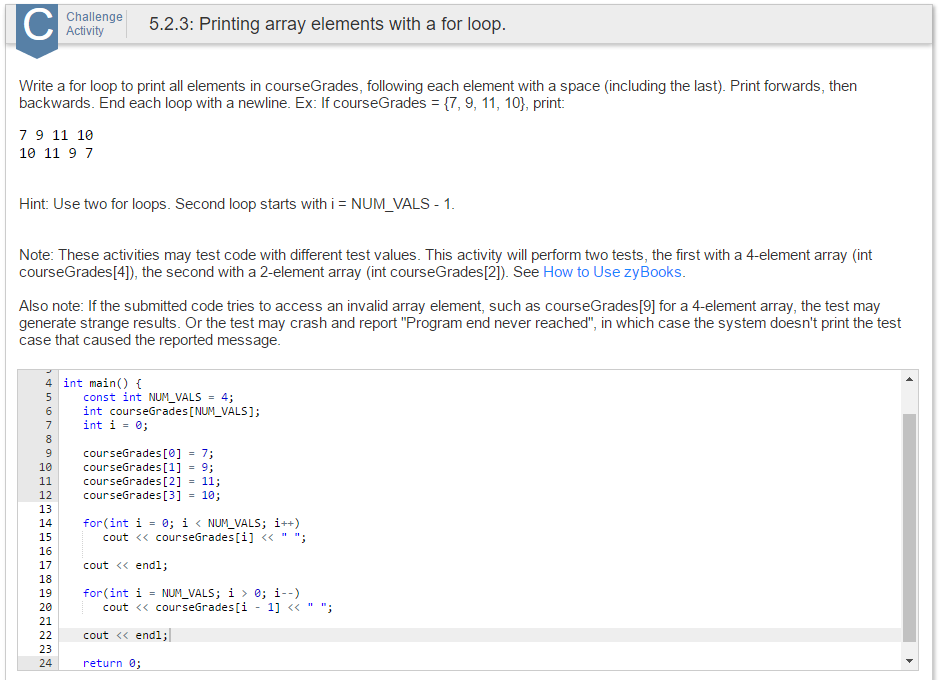 C Challenge Activity 5.2.3: Printing array elements with a for loop.
Write a for loop to print all elements in courseGrades, following each element with a space (including the last). Print forwards, then
backwards. End each loop with a newline. Ex: If courseGrades = {7, 9, 11, 10}, print:
7 9 11 10
10 11 9 7
Hint: Use two for loops. Second loop starts with i = NUM_VALS - 1.
Note: These activities may test code with different test values. This activity will perform two tests, the first with a 4-element array (int
courseGrades[4]), the second with a 2-element array (int courseGrades[2]). See How to Use zyBooks.
Also note: If the submitted code tries to access an invalid array element, such as courseGrades[9] for a 4-element array, the test may
generate strange results. Or the test may crash and report "Program end never reached", in which case the system doesn't print the test
case that caused the reported message.
4 int main() {
5 const int NUM_VALS = 4;
6 int courseGrades[NUM_VALS];
7 int i = 0;
8
9 courseGrades[0] = 7;
10 courseGrades[1] = 9;
11 courseGrades[2] = 11;
12 courseGrades[3] = 10;
13
14 for(int i = 0; i < NUM_VALS; i++)
15 cout << courseGrades[i] << " ";
16
17 cout << endl;
18
19 for(int i = NUM_VALS; i > 0; i--)
20 cout << courseGrades[i - 1] << " ";
21
22 cout << endl;
23
24 return 0;